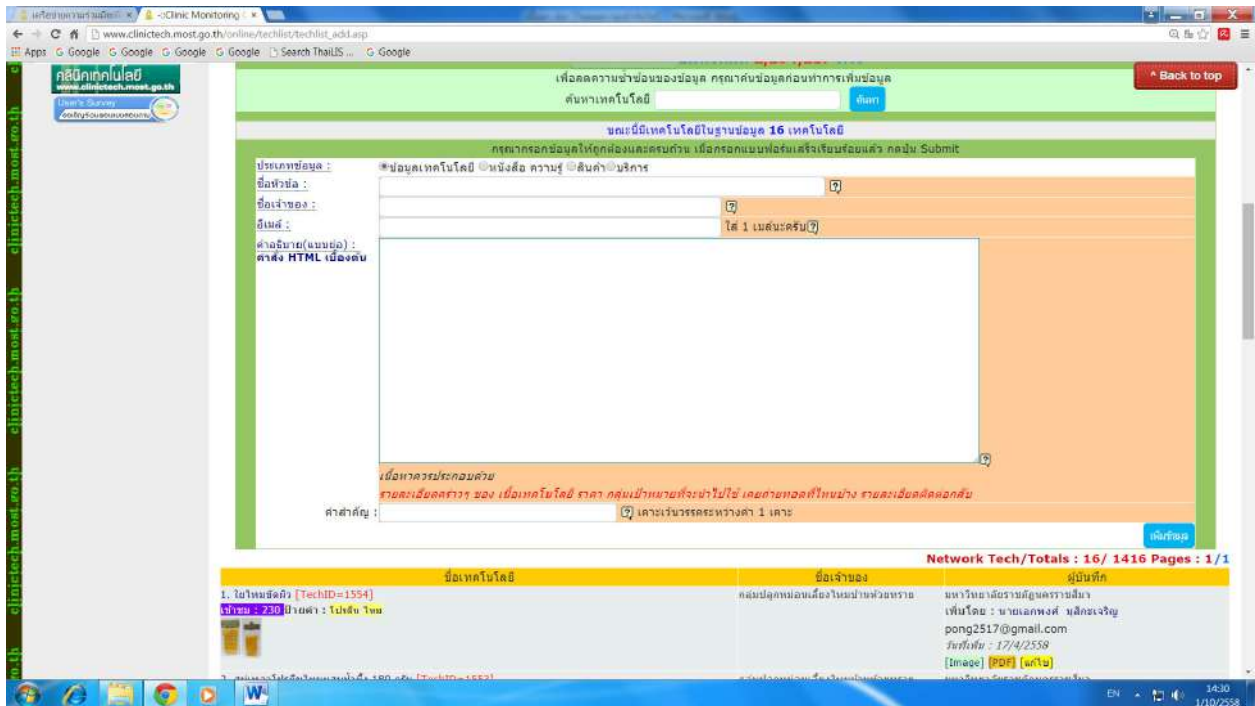 -:Clinic Monitoring
www.clinictech.most.go.th/online/techlist/techlist_add.asp
Apps Google Google Google Google Search ThaiLIS ... Google
คลินิกเทคโนโลยี
www.clinictech.most.go.th
User's Survey
clinictech.most.go.th
^ Back to top
เพื่อลดความซ้ำซ้อนของข้อมูล กรุณาค้นข้อมูลก่อนทำการเพิ่มข้อมูล
ค้นหาเทคโนโลยี ค้นหา
ขณะนี้มีเทคโนโลยีในฐานข้อมูล 16 เทคโนโลยี
กรุณากรอกข้อมูลให้ถูกต้องและครบถ้วน เมื่อกรอกแบบฟอร์มเสร็จเรียบร้อยแล้ว กดปุ่ม Submit
ประเภทข้อมูล : ข้อมูลเทคโนโลยี หนังสือ ความรู้ สินค้า บริการ
ชื่อหัวข้อ :
ชื่อเจ้าของ :
อีเมล์ : ใส่ 1 เมล์นะครับ
คำอธิบาย(แบบย่อ) :
คำสั่ง HTML เบื้องต้น
เนื้อหาควรประกอบด้วย
รายละเอียดคร่าวๆ ของ เนื้อเทคโนโลยี ราคา กลุ่มเป้าหมายที่จะนำไปใช้ เคยถ่ายทอดที่ไหนบ้าง รายละเอียดติดต่อกลับ
คำสำคัญ : เคาะเว้นวรรคระหว่างคำ 1 เคาะ
เพิ่มข้อมูล
Network Tech/Totals : 16/ 1416 Pages : 1/1
ชื่อเทคโนโลยี ชื่อเจ้าของ ผู้บันทึก
1. ใยไหมขัดผิว [TechID=1554] กลุ่มปลูกหม่อนเลี้ยงไหมบ้านห้วยทราย มหาวิทยาลัยราชภัฏนครราชสีมา
เข้าชม : 230 ป้ายคำ : โปรตีน ไหม เพิ่มโดย : นายเอกพงศ์ มุสิกะเจริญ
pong2517@gmail.com
วันที่เพิ่ม : 17/4/2558
[Image] [PDF] [แก้ไข]
EN 14:30
1/10/2558